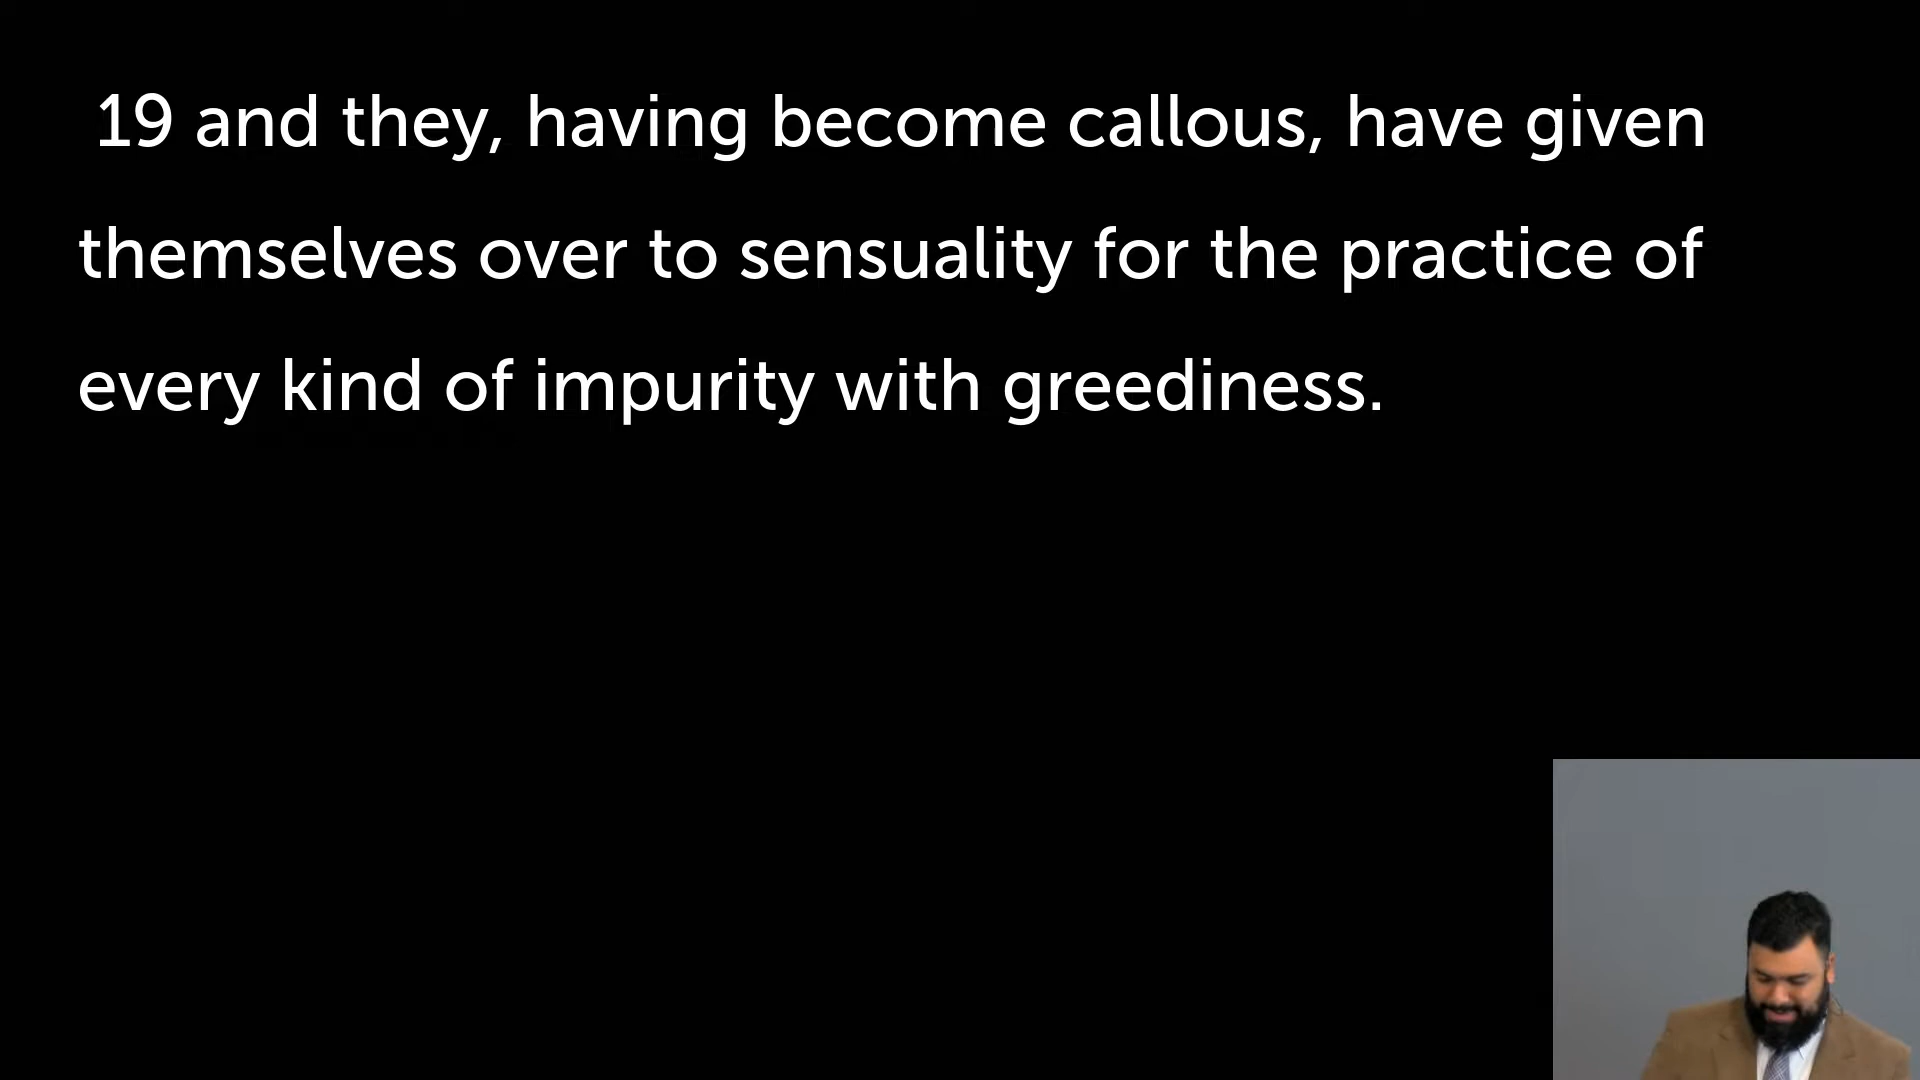 19 and they, having become callous, have given
themselves over to sensuality for the practice of
every kind of impurity with greediness.